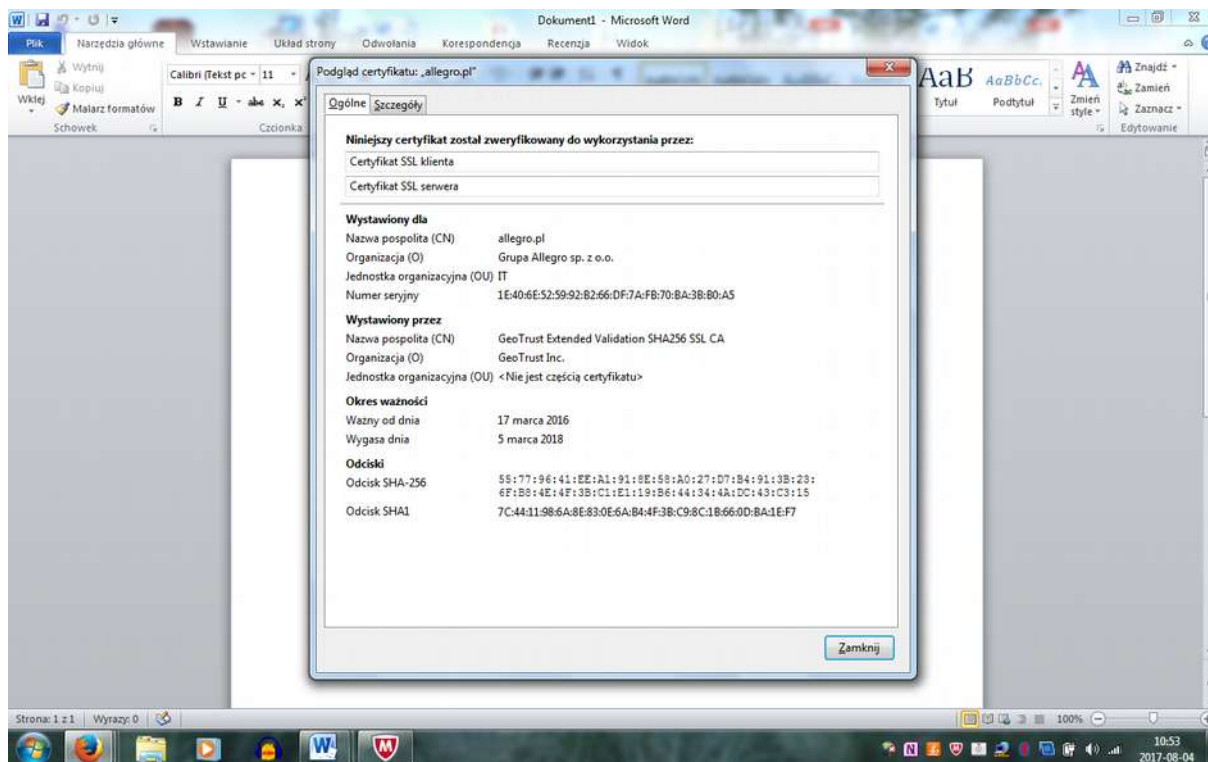 Dokument1 - Microsoft Word
Plik Narzędzia główne Wstawianie Układ strony Odwołania Korespondencja Recenzja Widok
Wklej
Wytnij
Kopiuj
Malarz formatów
Schowek
Calibri (Tekst pc 11
B I U abc x, x²
Czcionka
AaB AaBbCc.
Tytuł Podtytuł
Zmień style
Znajdź
Zamień
Zaznacz
Edytowanie
Podgląd certyfikatu: „allegro.pl"
Ogólne Szczegóły
Niniejszy certyfikat został zweryfikowany do wykorzystania przez:
Certyfikat SSL klienta
Certyfikat SSL serwera
Wystawiony dla
Nazwa pospolita (CN) allegro.pl
Organizacja (O) Grupa Allegro sp. z o.o.
Jednostka organizacyjna (OU) IT
Numer seryjny 1E:40:6E:52:59:92:B2:66:DF:7A:FB:70:BA:3B:B0:A5
Wystawiony przez
Nazwa pospolita (CN) GeoTrust Extended Validation SHA256 SSL CA
Organizacja (O) GeoTrust Inc.
Jednostka organizacyjna (OU) <Nie jest częścią certyfikatu>
Okres ważności
Ważny od dnia 17 marca 2016
Wygasa dnia 5 marca 2018
Odciski
Odcisk SHA-256 55:77:96:41:EE:A1:91:8E:58:A0:27:D7:B4:91:3B:23:
6F:B8:4E:4F:3B:C1:E1:19:B6:44:34:4A:DC:43:C3:15
Odcisk SHA1 7C:44:11:98:6A:8E:83:0E:6A:B4:4F:3B:C9:8C:1B:66:0D:BA:1E:F7
Zamknij
Strona: 1 z 1 Wyrazy: 0
100%
10:53
2017-08-04